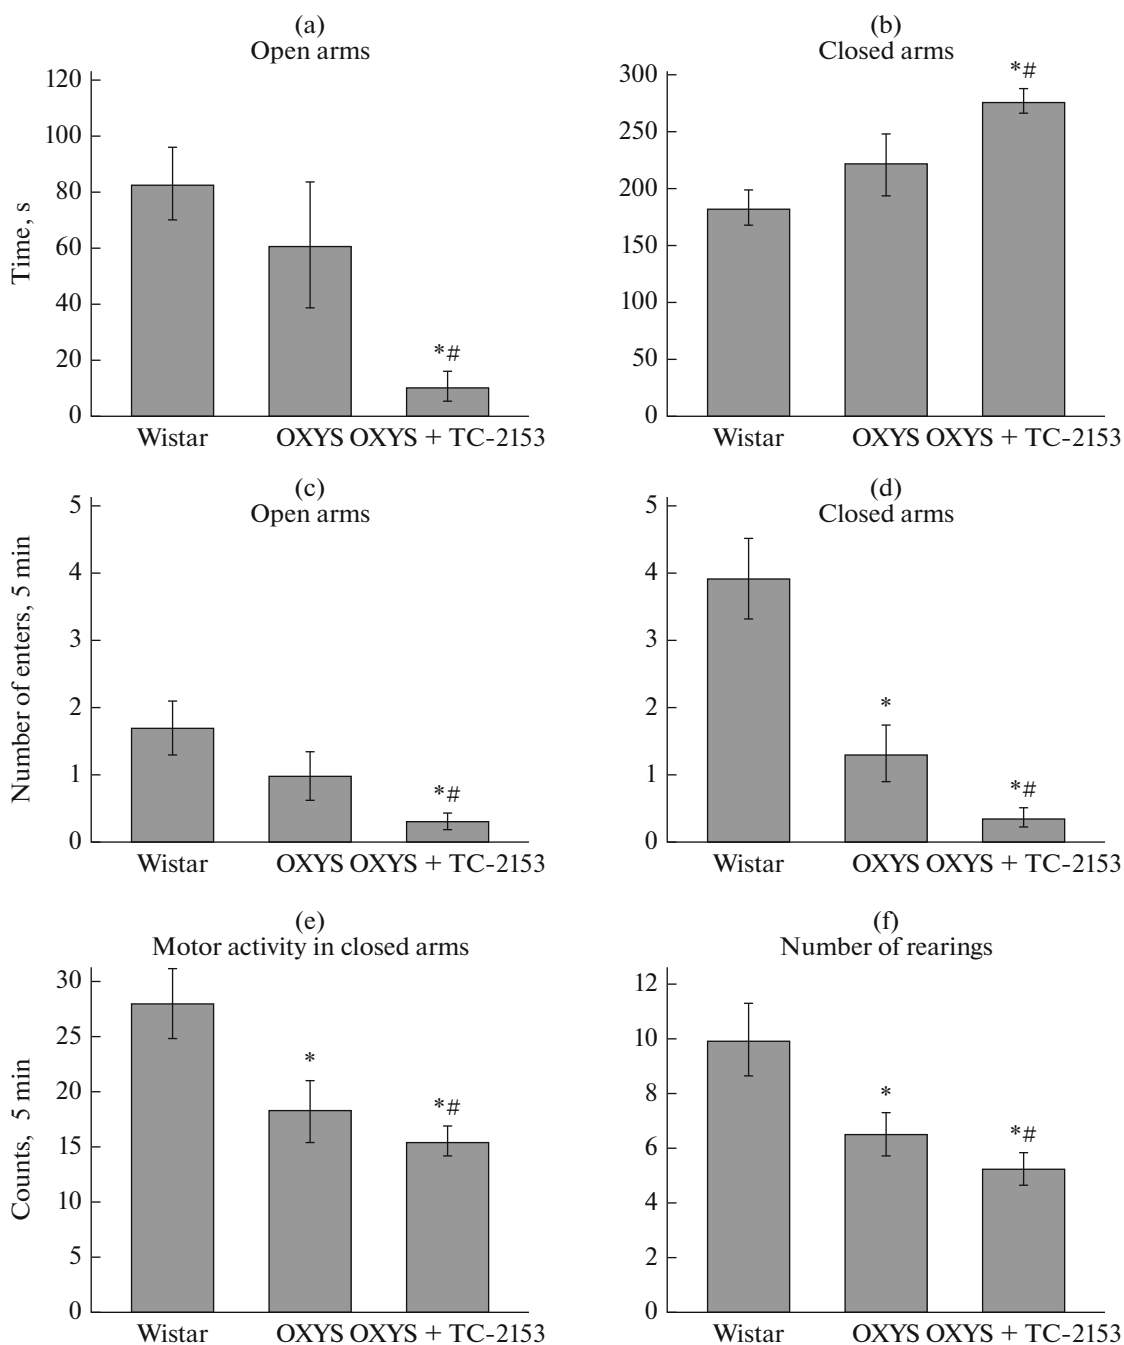 (a)
Open arms
120
100
80
60
40
20
0
Time, s
*#
Wistar OXYS OXYS + TC-2153
(b)
Closed arms
300
250
200
150
100
50
0
*#
Wistar OXYS OXYS + TC-2153
(c)
Open arms
5
4
3
2
1
0
Number of enters, 5 min
*#
Wistar OXYS OXYS + TC-2153
(d)
Closed arms
5
4
3
2
1
0
*
*#
Wistar OXYS OXYS + TC-2153
(e)
Motor activity in closed arms
30
25
20
15
10
5
0
Counts, 5 min
*
*#
Wistar OXYS OXYS + TC-2153
(f)
Number of rearings
12
10
8
6
4
2
0
*
*#
Wistar OXYS OXYS + TC-2153